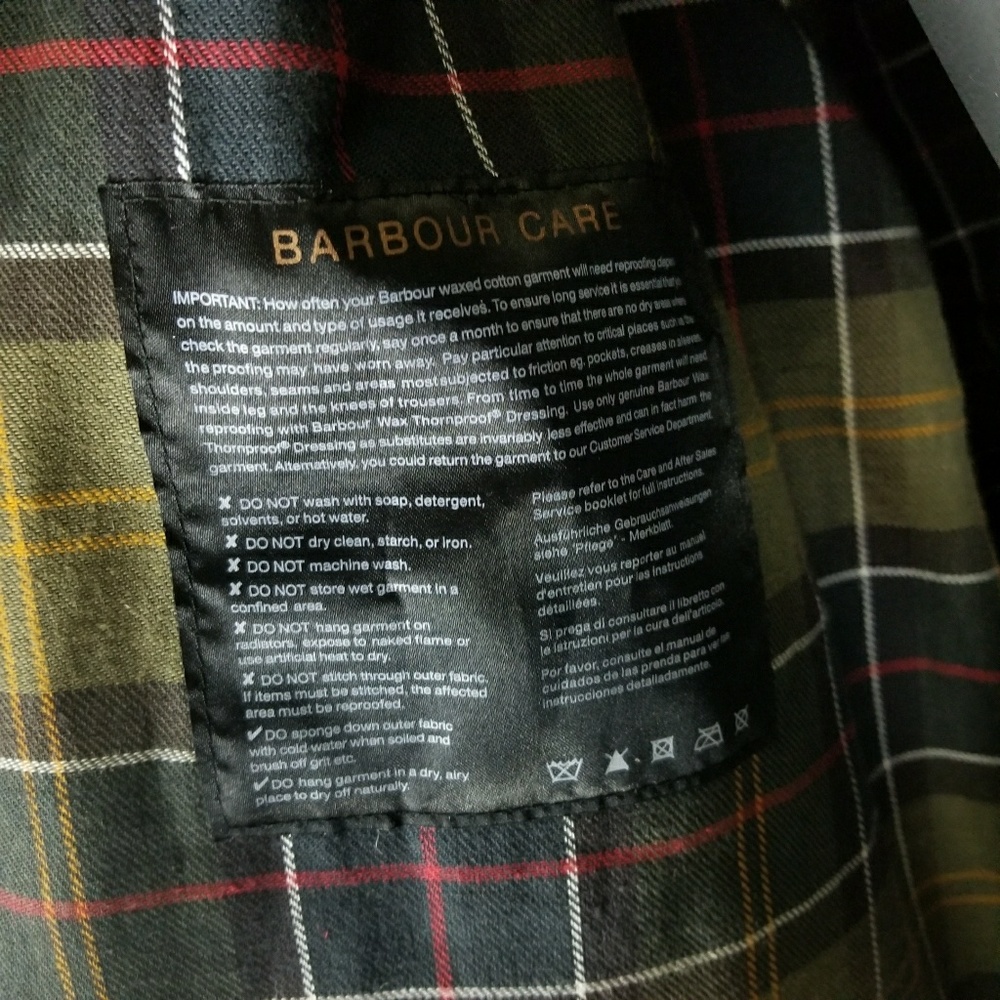 BARBOUR CARE
IMPORTANT: How often your Barbour waxed cotton garment will need reproofing
on the amount and type of usage it receives. To ensure long service it is essential
check the garment regularly, say once a month to ensure that there are no dry areas where
the proofing may have worn away. Pay particular attention to critical places such as the
shoulders, seams and areas most subjected to friction eg. pockets, creases in sleeves,
inside leg and the knees of trousers. From time to time the whole garment will need
reproofing with Barbour Wax Thornproof® Dressing. Use only genuine Barbour Wax
Thornproof® Dressing as substitutes are invariably less effective and can in fact harm the
garment. Alternatively, you could return the garment to our Customer Service Department.
✘ DO NOT wash with soap, detergent,
solvents, or hot water.
✘ DO NOT dry clean, starch, or iron.
✘ DO NOT machine wash.
✘ DO NOT store wet garment in a
confined area.
✘ DO NOT hang garment on
radiators, expose to naked flame or
use artificial heat to dry.
✘ DO NOT stitch through outer fabric.
If items must be stitched, the affected
area must be reproofed.
✔ DO sponge down outer fabric
with cold water when soiled and
brush off grit etc.
✔ DO hang garment in a dry, airy
place to dry off naturally.
Please refer to the Care and After Sales
Service booklet for full instructions.
Ausführliche Gebrauchsanweisungen
siehe 'Pflege' - Merkblatt.
Veuillez vous reporter au manuel
d'entretien pour les instructions
détaillées.
Si prega di consultare il libretto con
le istruzioni per la cura dell'articolo.
Por favor, consulte el manual de
cuidados de las prenda para ver las
instrucciones detalladamente.